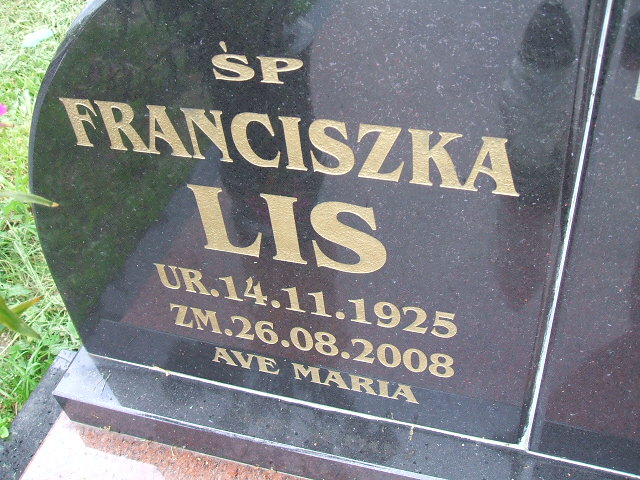 ŚP
FRANCISZKA
LIS
UR.14.11.1925
ZM.26.08.2008
AVE MARIA